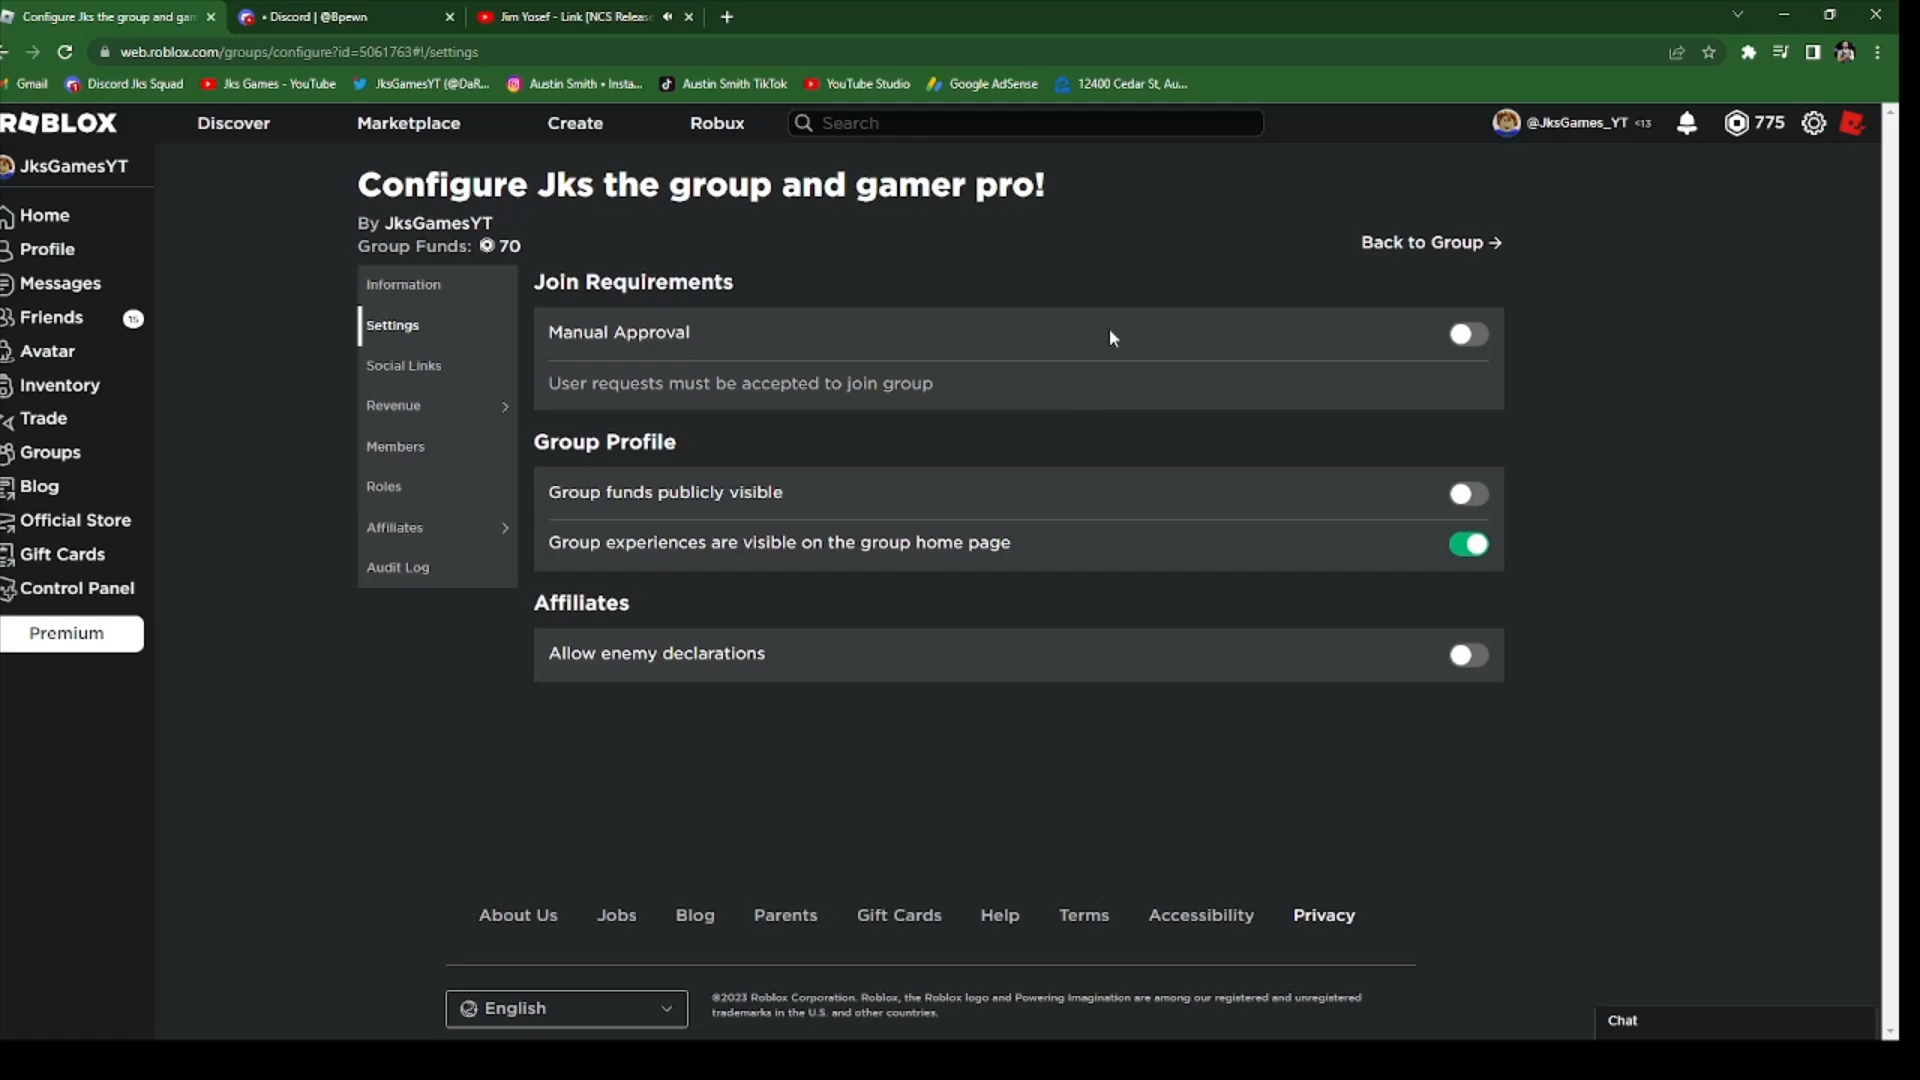 Configure Jks the group and gam
• Discord | @Bpewn
Jim Yosef - Link [NCS Releas
web.roblox.com/groups/configure?id=5061763#!/settings
Gmail
Discord Jks Squad
Jks Games - YouTube
JksGamesYT (@DaR...
Austin Smith • Insta...
Austin Smith TikTok
YouTube Studio
Google AdSense
12400 Cedar St, Au...
ROBLOX
Discover
Marketplace
Create
Robux
Search
@JksGames_YT <13
775
JksGamesYT
Home
Profile
Messages
Friends
15
Avatar
Inventory
Trade
Groups
Blog
Official Store
Gift Cards
Control Panel
Premium
Configure Jks the group and gamer pro!
By JksGamesYT
Group Funds: 70
Back to Group →
Information
Settings
Social Links
Revenue
Members
Roles
Affiliates
Audit Log
Join Requirements
Manual Approval
User requests must be accepted to join group
Group Profile
Group funds publicly visible
Group experiences are visible on the group home page
Affiliates
Allow enemy declarations
About Us
Jobs
Blog
Parents
Gift Cards
Help
Terms
Accessibility
Privacy
English
©2023 Roblox Corporation. Roblox, the Roblox logo and Powering Imagination are among our registered and unregistered
trademarks in the U.S. and other countries.
Chat